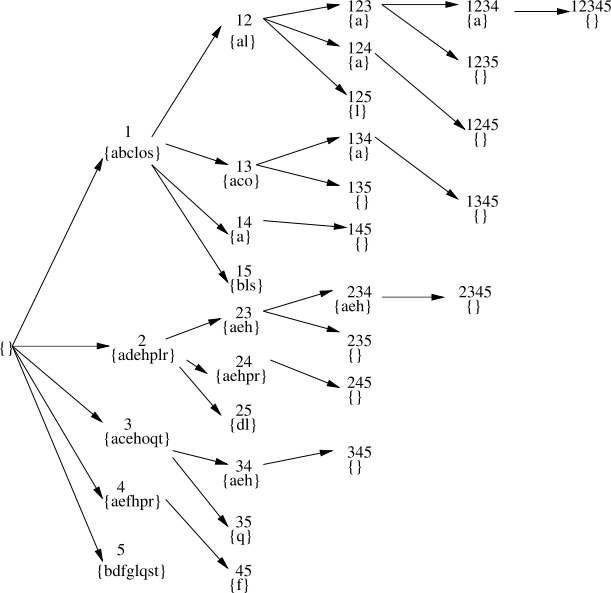 12
{al}
123
{a}
1234
{a}
12345
{}
124
{a}
1235
{}
125
{l}
1245
{}
1
{abclos}
13
{aco}
134
{a}
135
{}
1345
{}
14
{a}
145
{}
15
{bls}
234
{aeh}
2345
{}
23
{aeh}
235
{}
{}
2
{adehplr}
24
{aehpr}
245
{}
25
{dl}
3
{acehoqt}
34
{aeh}
345
{}
4
{aefhpr}
35
{q}
5
{bdfglqst}
45
{f}